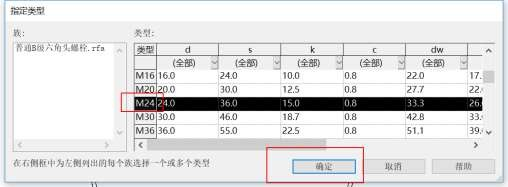 指定类型
族:
类型:
普通B级六角头螺栓.rfa
类型 d s k c dw
(全部) (全部) (全部) (全部) (全部)
M16 16.0 24.0 10.0 0.8 22.0 17.
M20 20.0 30.0 12.5 0.8 27.7 22.
M24 24.0 36.0 15.0 0.8 33.3 26.
M30 30.0 46.0 18.7 0.8 42.8 33.
M36 36.0 55.0 22.5 0.8 51.1 39.
在右侧框中为左侧列出的每个族选择一个或多个类型
确定 取消 帮助